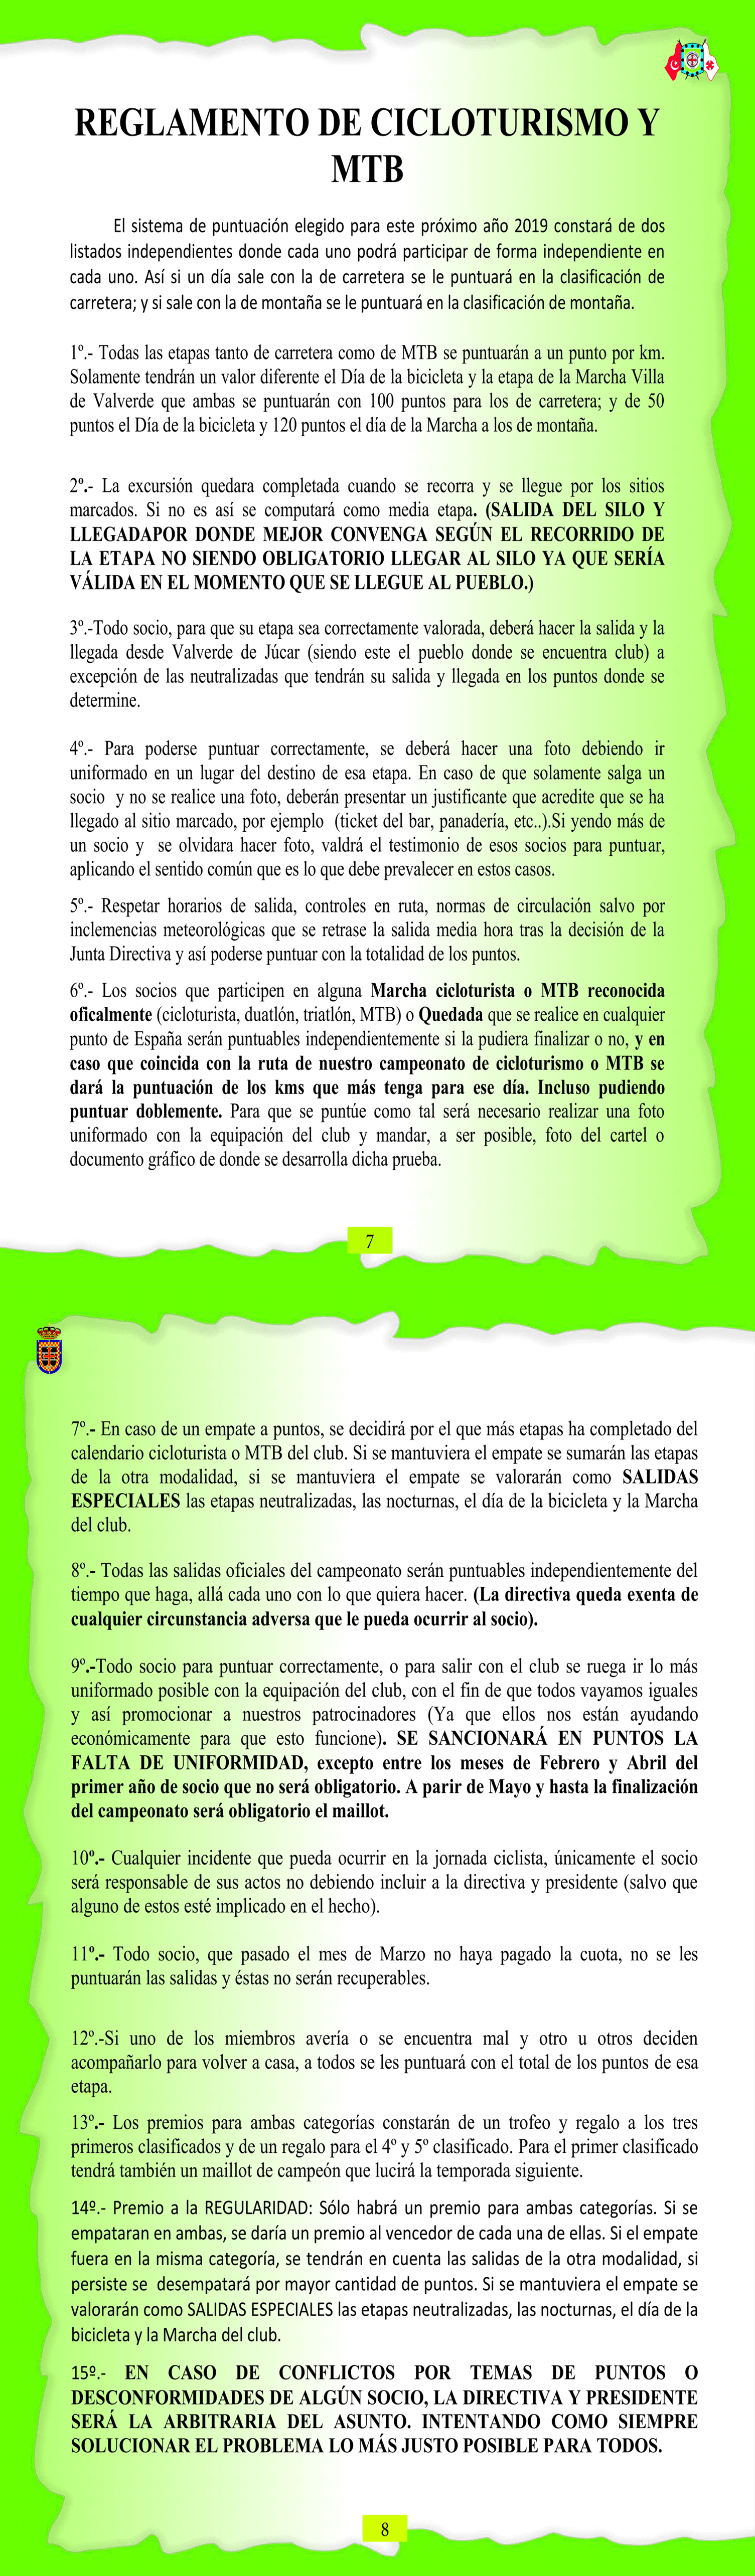 REGLAMENTO DE CICLOTURISMO Y
MTB
El sistema de puntuación elegido para este próximo año 2019 constará de dos
listados independientes donde cada uno podrá participar de forma independiente en
cada uno. Así si un día sale con la de carretera se le puntuará en la clasificación de
carretera; y si sale con la de montaña se le puntuará en la clasificación de montaña.
1º.- Todas las etapas tanto de carretera como de MTB se puntuarán a un punto por km.
Solamente tendrán un valor diferente el Día de la bicicleta y la etapa de la Marcha Villa
de Valverde que ambas se puntuarán con 100 puntos para los de carretera; y de 50
puntos el Día de la bicicleta y 120 puntos el día de la Marcha a los de montaña.
2º.- La excursión quedara completada cuando se recorra y se llegue por los sitios
marcados. Si no es así se computará como media etapa. (SALIDA DEL SILO Y
LLEGADAPOR DONDE MEJOR CONVENGA SEGÚN EL RECORRIDO DE
LA ETAPA NO SIENDO OBLIGATORIO LLEGAR AL SILO YA QUE SERÍA
VÁLIDA EN EL MOMENTO QUE SE LLEGUE AL PUEBLO.)
3º.-Todo socio, para que su etapa sea correctamente valorada, deberá hacer la salida y la
llegada desde Valverde de Júcar (siendo este el pueblo donde se encuentra club) a
excepción de las neutralizadas que tendrán su salida y llegada en los puntos donde se
determine.
4º.- Para poderse puntuar correctamente, se deberá hacer una foto debiendo ir
uniformado en un lugar del destino de esa etapa. En caso de que solamente salga un
socio y no se realice una foto, deberán presentar un justificante que acredite que se ha
llegado al sitio marcado, por ejemplo (ticket del bar, panadería, etc..).Si yendo más de
un socio y se olvidara hacer foto, valdrá el testimonio de esos socios para puntuar,
aplicando el sentido común que es lo que debe prevalecer en estos casos.
5º.- Respetar horarios de salida, controles en ruta, normas de circulación salvo por
inclemencias meteorológicas que se retrase la salida media hora tras la decisión de la
Junta Directiva y así poderse puntuar con la totalidad de los puntos.
6º.- Los socios que participen en alguna Marcha cicloturista o MTB reconocida
oficalmente (cicloturista, duatlón, triatlón, MTB) o Quedada que se realice en cualquier
punto de España serán puntuables independientemente si la pudiera finalizar o no, y en
caso que coincida con la ruta de nuestro campeonato de cicloturismo o MTB se
dará la puntuación de los kms que más tenga para ese día. Incluso pudiendo
puntuar doblemente. Para que se puntúe como tal será necesario realizar una foto
uniformado con la equipación del club y mandar, a ser posible, foto del cartel o
documento gráfico de donde se desarrolla dicha prueba.
7
7º.- En caso de un empate a puntos, se decidirá por el que más etapas ha completado del
calendario cicloturista o MTB del club. Si se mantuviera el empate se sumarán las etapas
de la otra modalidad, si se mantuviera el empate se valorarán como SALIDAS
ESPECIALES las etapas neutralizadas, las nocturnas, el día de la bicicleta y la Marcha
del club.
8º.- Todas las salidas oficiales del campeonato serán puntuables independientemente del
tiempo que haga, allá cada uno con lo que quiera hacer. (La directiva queda exenta de
cualquier circunstancia adversa que le pueda ocurrir al socio).
9º.-Todo socio para puntuar correctamente, o para salir con el club se ruega ir lo más
uniformado posible con la equipación del club, con el fin de que todos vayamos iguales
y así promocionar a nuestros patrocinadores (Ya que ellos nos están ayudando
económicamente para que esto funcione). SE SANCIONARÁ EN PUNTOS LA
FALTA DE UNIFORMIDAD, excepto entre los meses de Febrero y Abril del
primer año de socio que no será obligatorio. A parir de Mayo y hasta la finalización
del campeonato será obligatorio el maillot.
10º.- Cualquier incidente que pueda ocurrir en la jornada ciclista, únicamente el socio
será responsable de sus actos no debiendo incluir a la directiva y presidente (salvo que
alguno de estos esté implicado en el hecho).
11º.- Todo socio, que pasado el mes de Marzo no haya pagado la cuota, no se les
puntuarán las salidas y éstas no serán recuperables.
12º.-Si uno de los miembros avería o se encuentra mal y otro u otros deciden
acompañarlo para volver a casa, a todos se les puntuará con el total de los puntos de esa
etapa.
13º.- Los premios para ambas categorías constarán de un trofeo y regalo a los tres
primeros clasificados y de un regalo para el 4º y 5º clasificado. Para el primer clasificado
tendrá también un maillot de campeón que lucirá la temporada siguiente.
14º.- Premio a la REGULARIDAD: Sólo habrá un premio para ambas categorías. Si se
empataran en ambas, se daría un premio al vencedor de cada una de ellas. Si el empate
fuera en la misma categoría, se tendrán en cuenta las salidas de la otra modalidad, si
persiste se desempatará por mayor cantidad de puntos. Si se mantuviera el empate se
valorarán como SALIDAS ESPECIALES las etapas neutralizadas, las nocturnas, el día de la
bicicleta y la Marcha del club.
15º.- EN CASO DE CONFLICTOS POR TEMAS DE PUNTOS O
DESCONFORMIDADES DE ALGÚN SOCIO, LA DIRECTIVA Y PRESIDENTE
SERÁ LA ARBITRARIA DEL ASUNTO. INTENTANDO COMO SIEMPRE
SOLUCIONAR EL PROBLEMA LO MÁS JUSTO POSIBLE PARA TODOS.
8